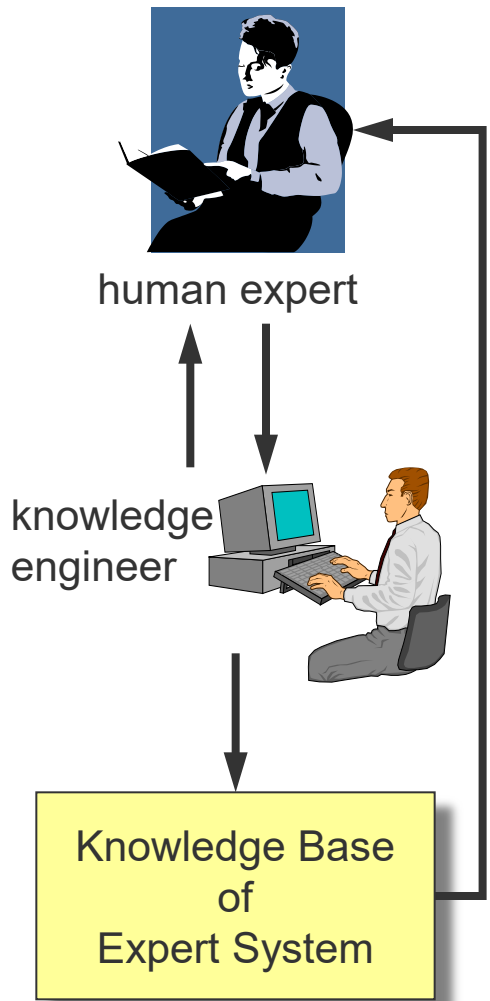 human expert
knowledge
engineer
Knowledge Base
of
Expert System